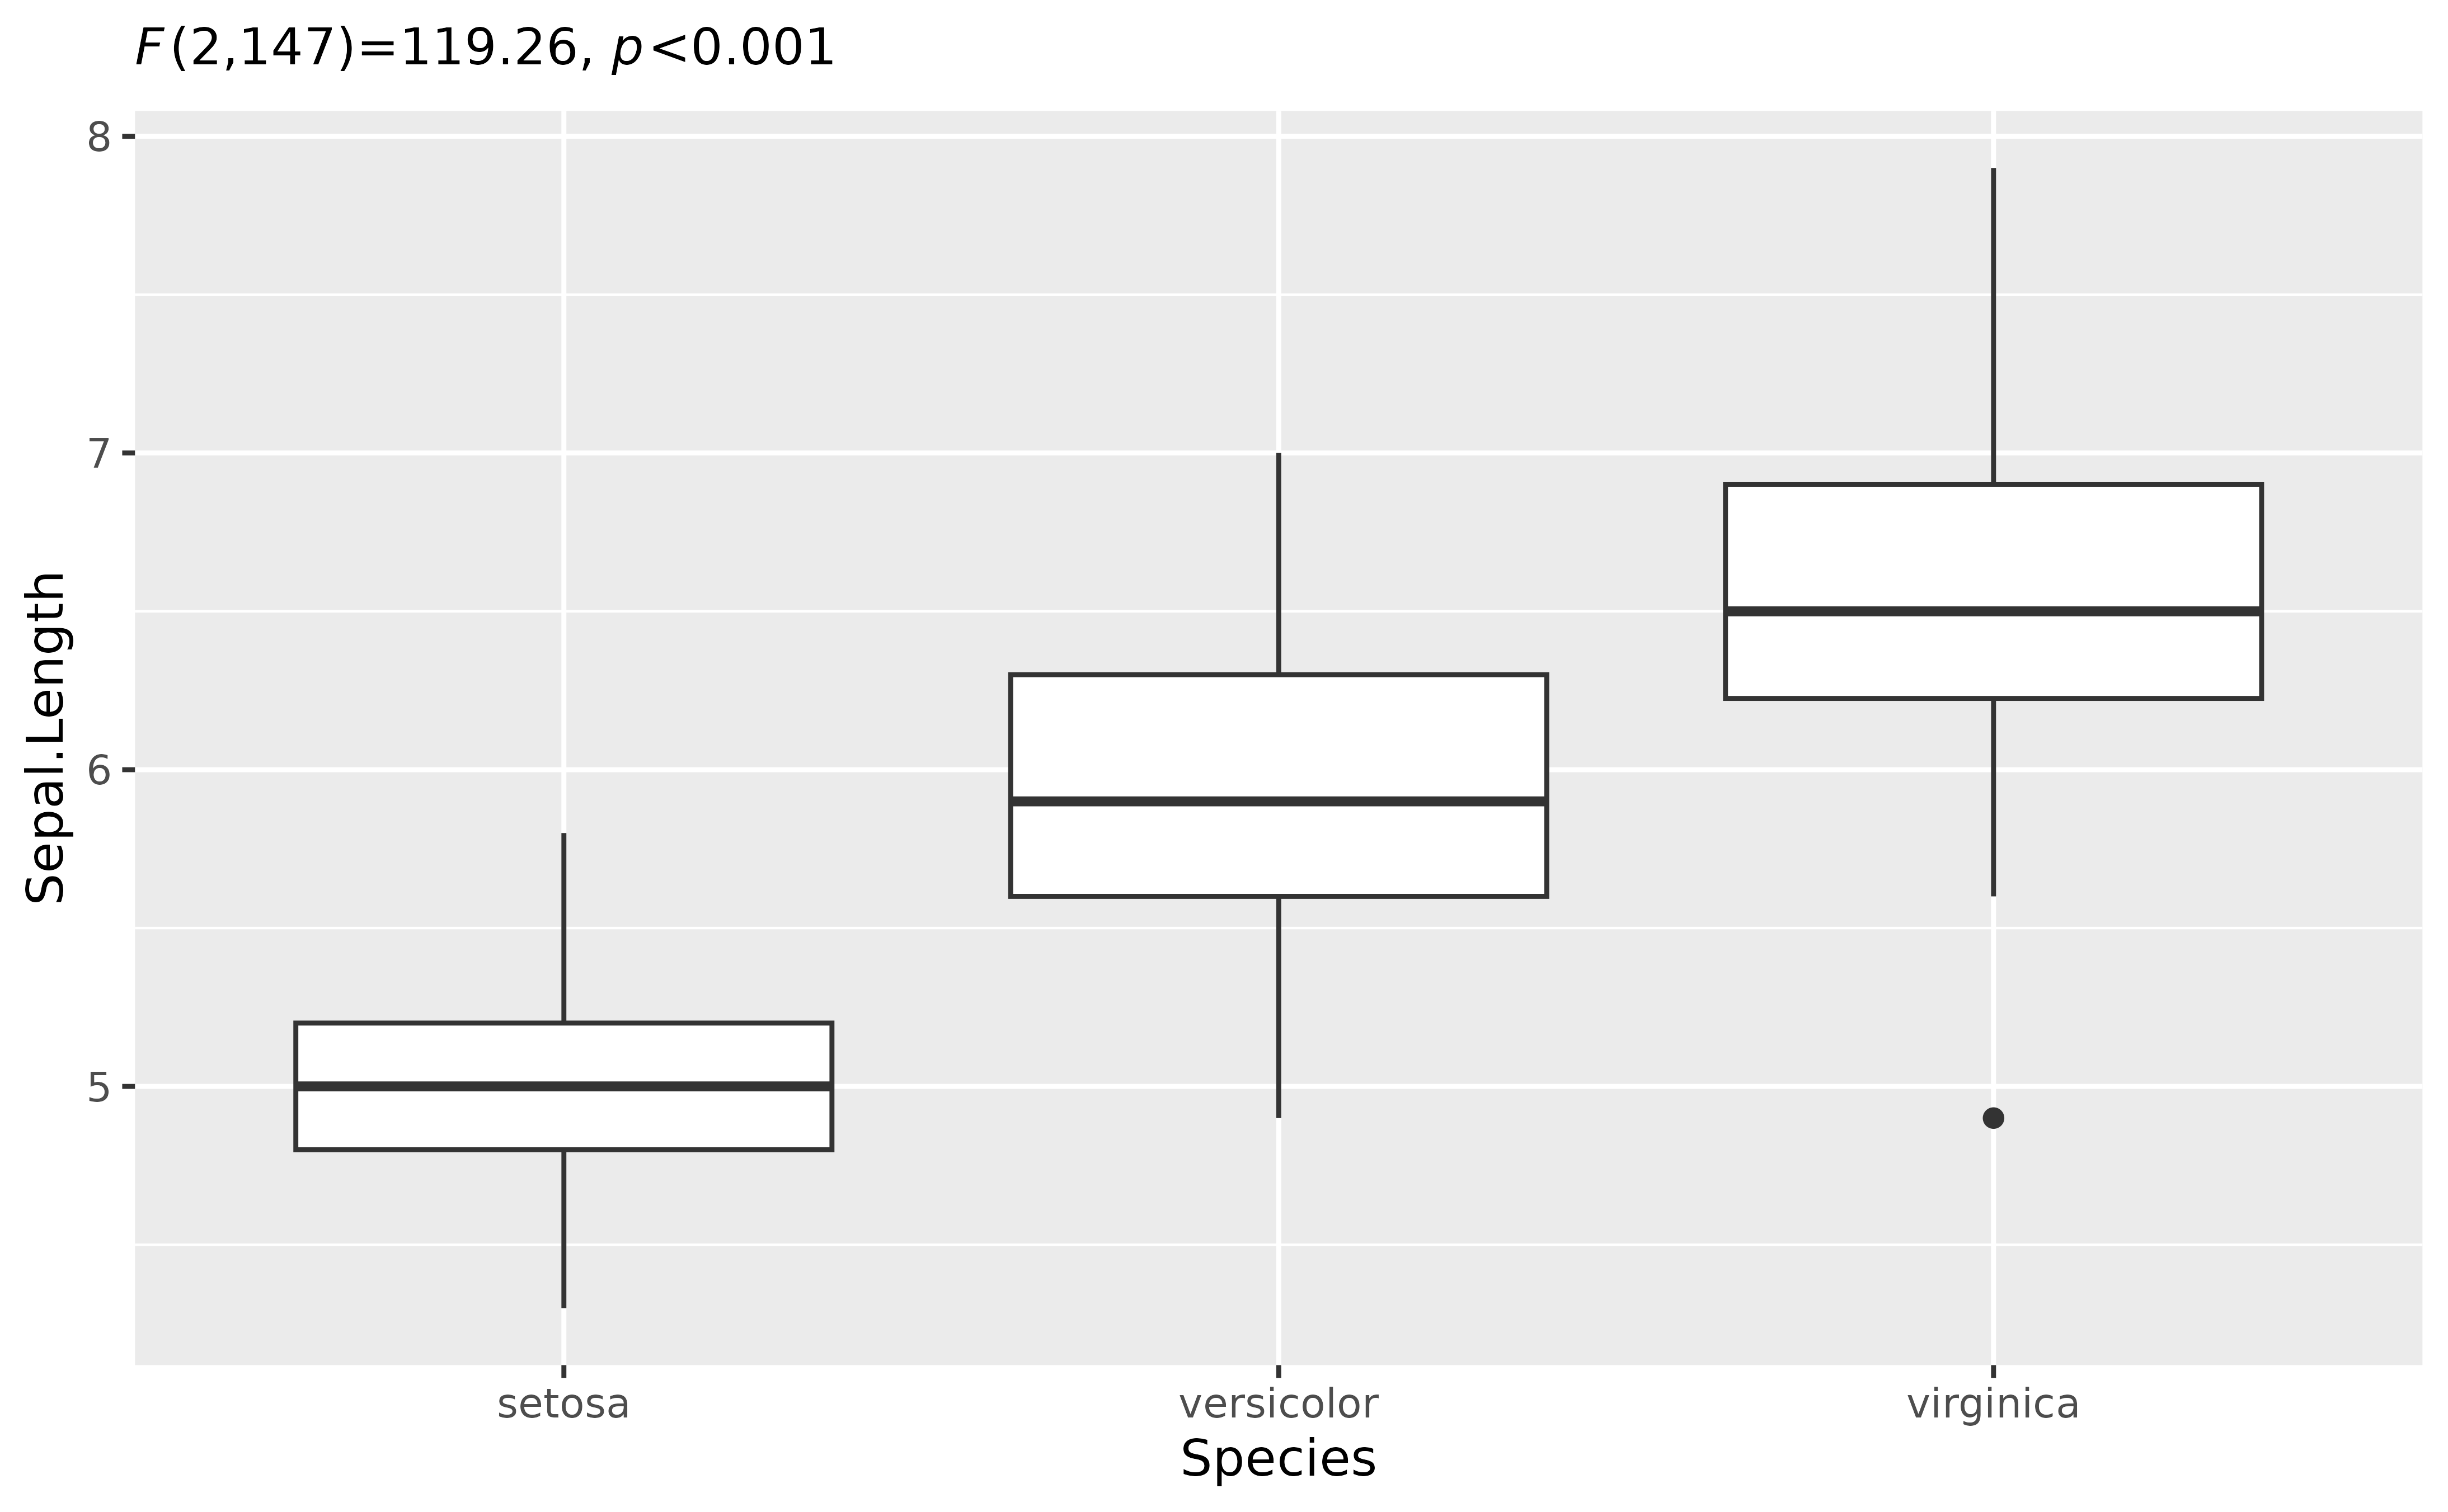 F(2,147)=119.26, p<0.001
8
7
6
5
Sepal.Length
setosa versicolor virginica
Species